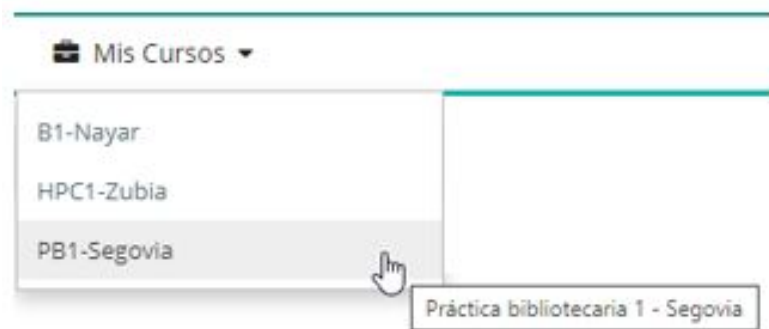 Mis Cursos
B1-Nayar
HPC1-Zubia
PB1-Segovia
Práctica bibliotecaria 1 - Segovia